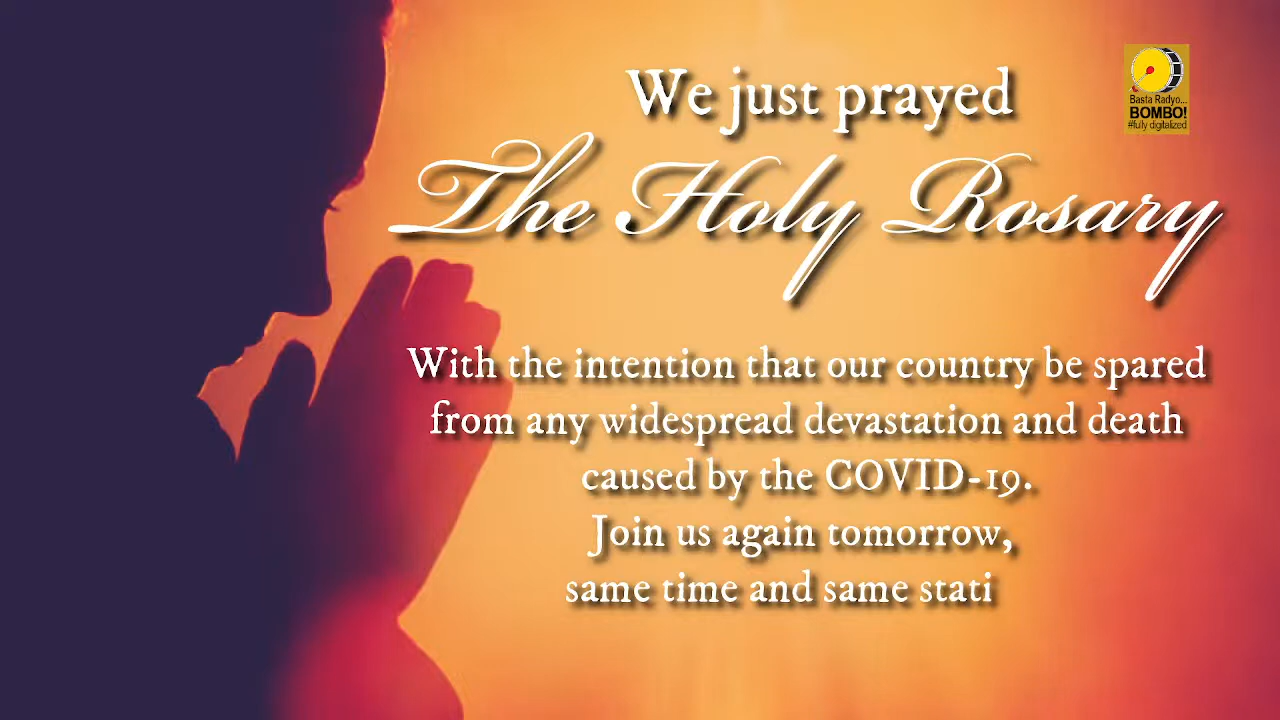 We just prayed
The Holy Rosary
With the intention that our country be spared
from any widespread devastation and death
caused by the COVID-19.
Join us again tomorrow,
same time and same stati
Basta Radyo...
BOMBO!
#fully digitalized